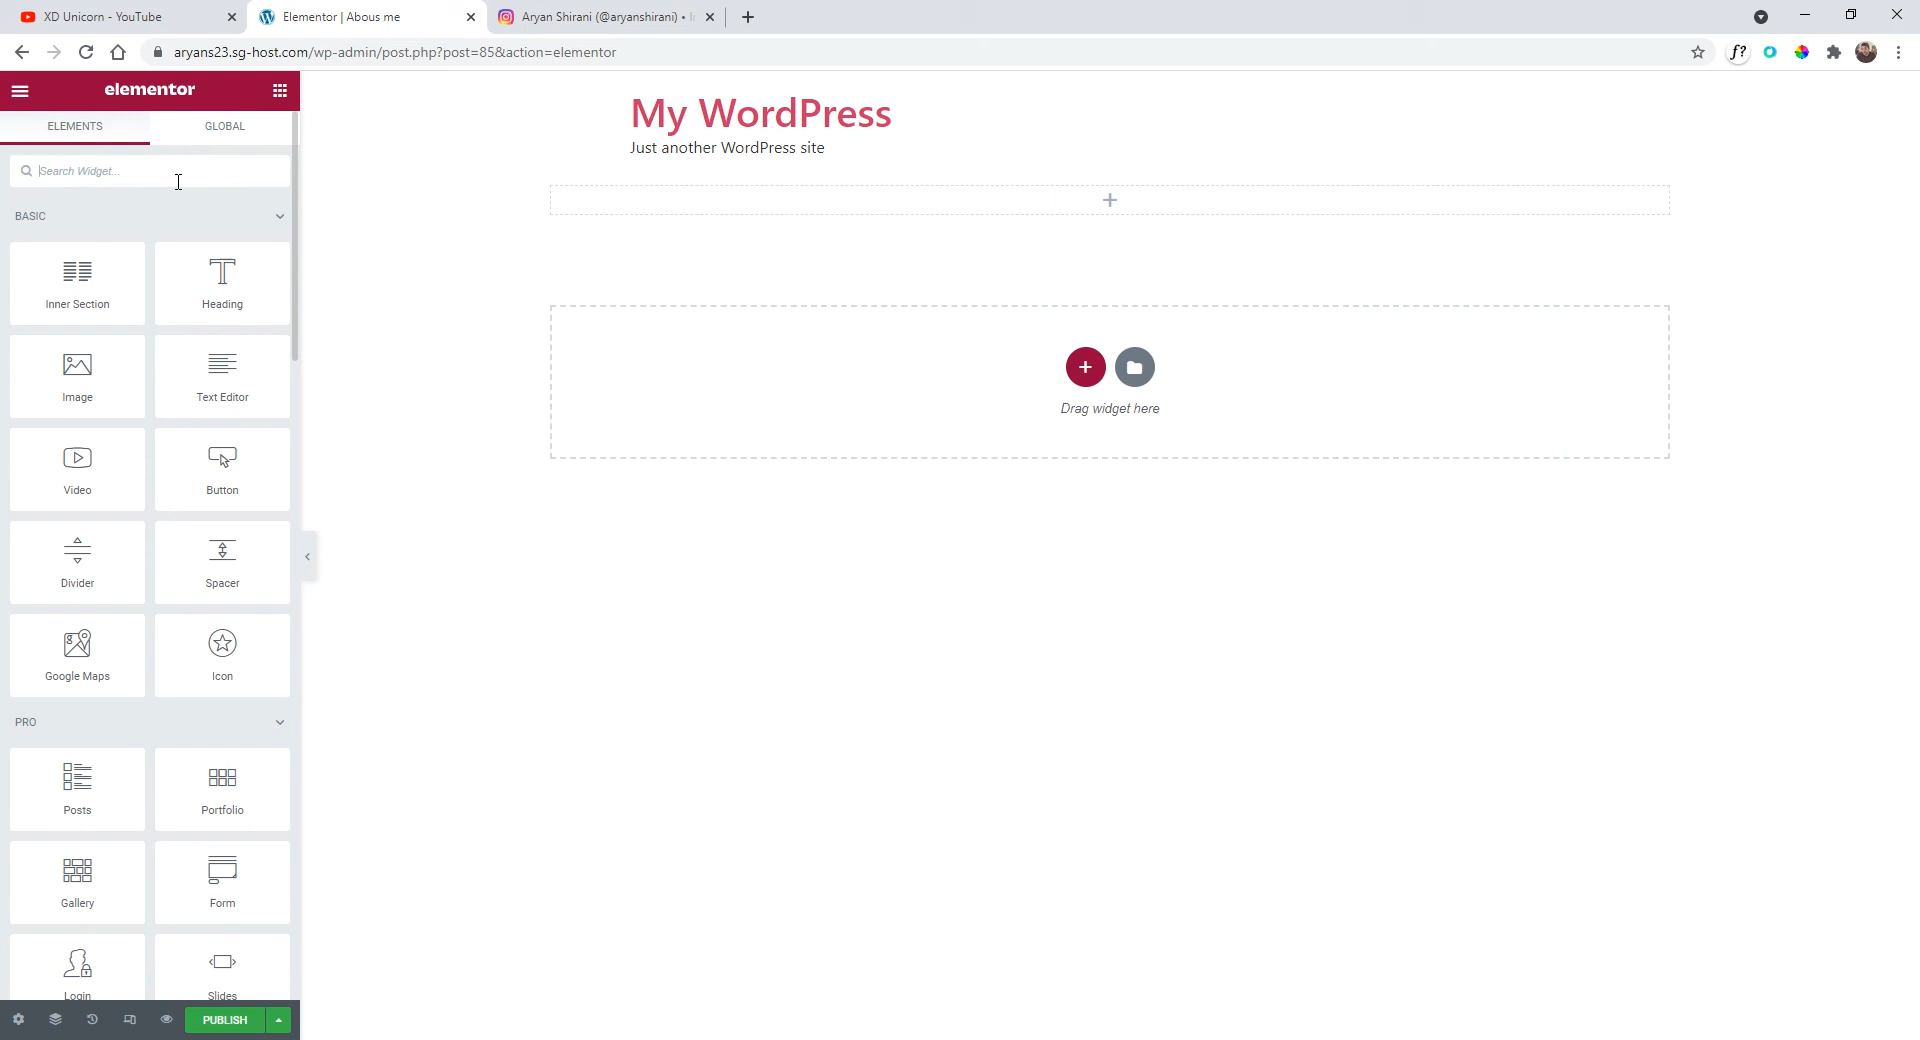 XD Unicorn - YouTube
Elementor | Abous me
Aryan Shirani (@aryanshirani) •
aryans23.sg-host.com/wp-admin/post.php?post=85&action=elementor
f?
elementor
ELEMENTS
GLOBAL
Search Widget...
BASIC
Inner Section
Heading
Image
Text Editor
Video
Button
Divider
Spacer
Google Maps
Icon
PRO
Posts
Portfolio
Gallery
Form
Login
Slides
PUBLISH
My WordPress
Just another WordPress site
Drag widget here